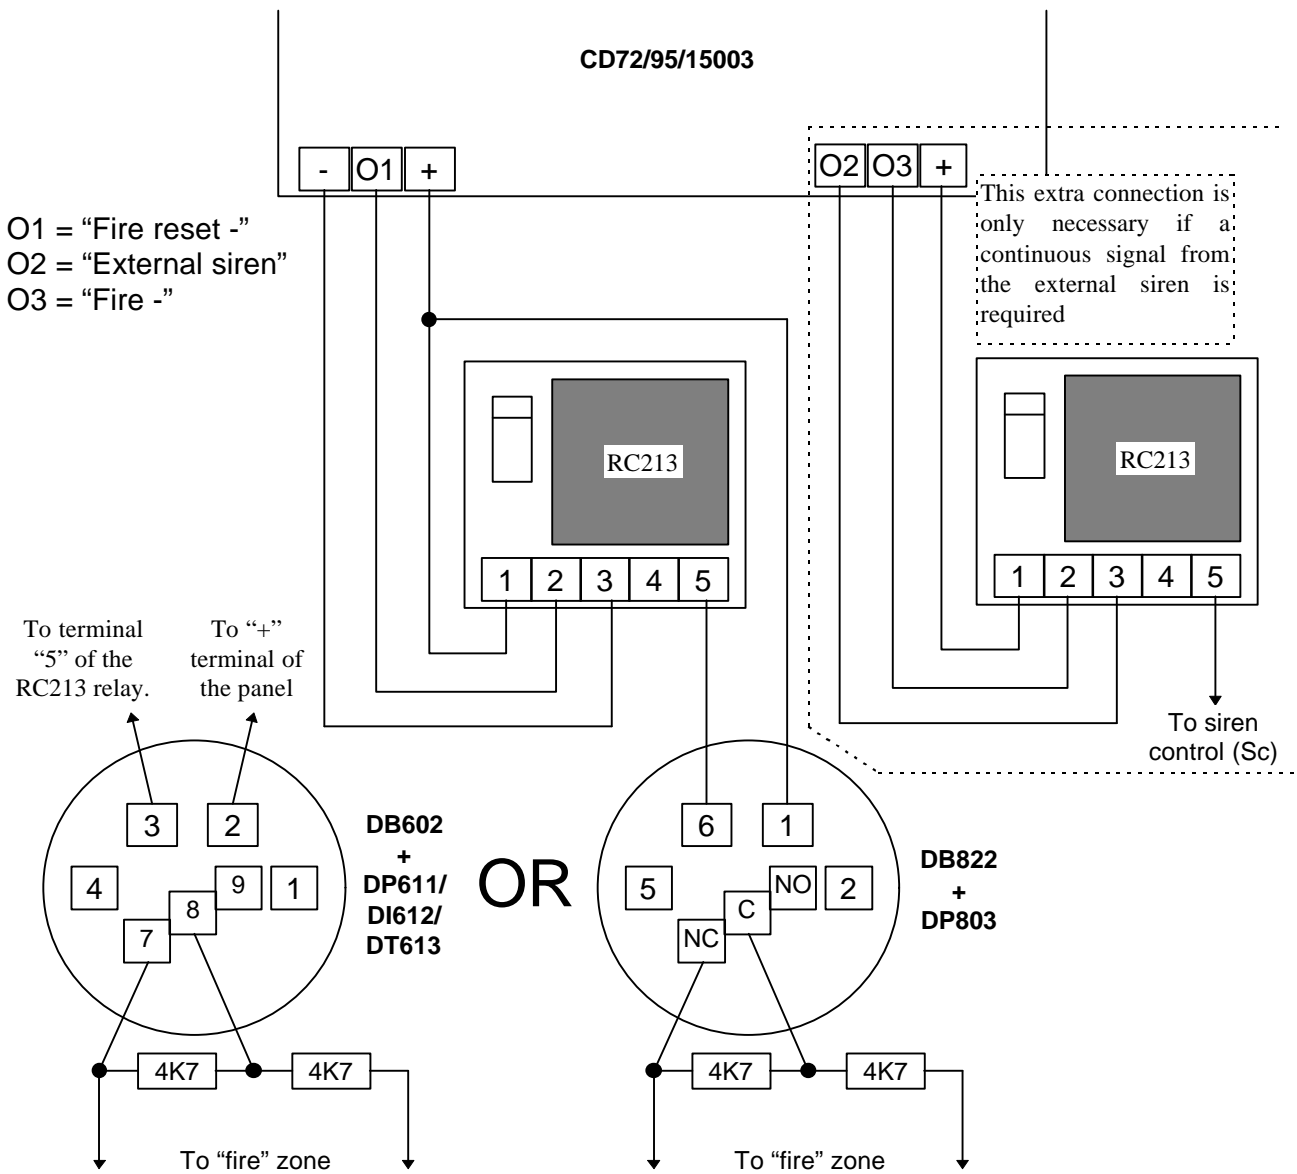 CD72/95/15003
- O1 +
O2 O3 +
O1 = “Fire reset -”
O2 = “External siren”
O3 = “Fire -”
This extra connection is
only necessary if a
continuous signal from
the external siren is
required
RC213
1 2 3 4 5
RC213
1 2 3 4 5
To siren
control (Sc)
To terminal
“5” of the
RC213 relay.
To “+”
terminal of
the panel
3 2
4 9 1
8
7
DB602
+
DP611/
DI612/
DT613
OR
6 1
5 NO 2
C
NC
DB822
+
DP803
4K7 4K7
To “fire” zone
4K7 4K7
To “fire” zone